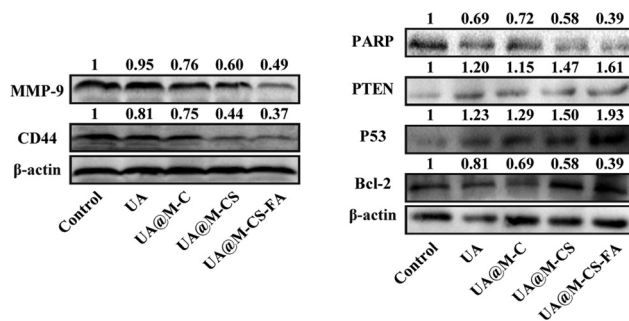 1 0.95 0.76 0.60 0.49
MMP-9
1 0.81 0.75 0.44 0.37
CD44
β-actin
Control
UA
UA@M-C
UA@M-CS
UA@M-CS-FA
1 0.69 0.72 0.58 0.39
PARP
1 1.20 1.15 1.47 1.61
PTEN
1 1.23 1.29 1.50 1.93
P53
1 0.81 0.69 0.58 0.39
Bcl-2
β-actin
Control
UA
UA@M-C
UA@M-CS
UA@M-CS-FA